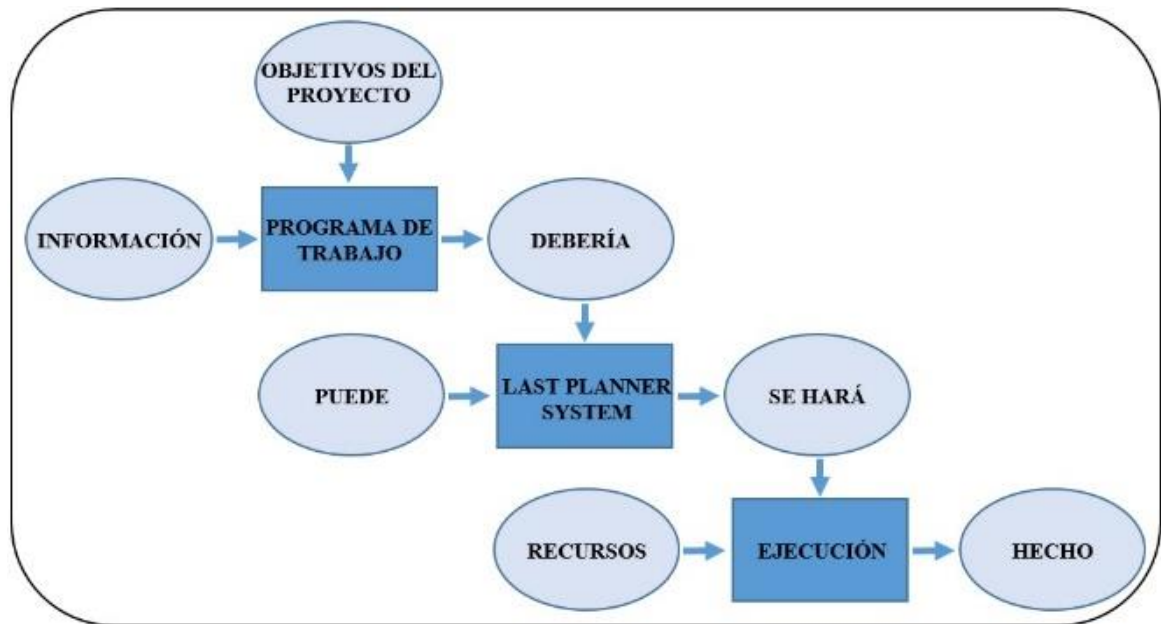 OBJETIVOS DEL
PROYECTO
INFORMACIÓN
PROGRAMA DE
TRABAJO
DEBERÍA
PUEDE
LAST PLANNER
SYSTEM
SE HARÁ
RECURSOS
EJECUCIÓN
HECHO